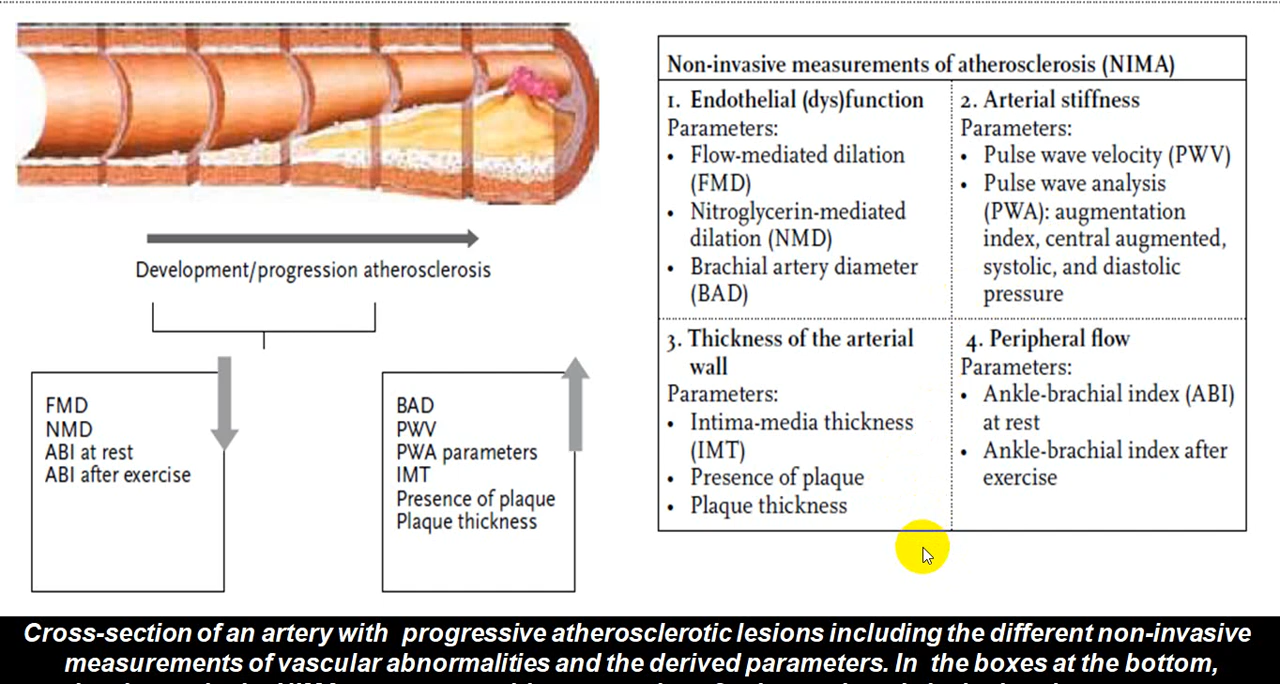 Development/progression atherosclerosis
FMD
NMD
ABI at rest
ABI after exercise
BAD
PWV
PWA parameters
IMT
Presence of plaque
Plaque thickness
Non-invasive measurements of atherosclerosis (NIMA)
1. Endothelial (dys)function
Parameters:
• Flow-mediated dilation
(FMD)
• Nitroglycerin-mediated
dilation (NMD)
• Brachial artery diameter
(BAD)
2. Arterial stiffness
Parameters:
• Pulse wave velocity (PWV)
• Pulse wave analysis
(PWA): augmentation
index, central augmented,
systolic, and diastolic
pressure
3. Thickness of the arterial
wall
Parameters:
• Intima-media thickness
(IMT)
• Presence of plaque
• Plaque thickness
4. Peripheral flow
Parameters:
• Ankle-brachial index (ABI)
at rest
• Ankle-brachial index after
exercise
Cross-section of an artery with progressive atherosclerotic lesions including the different non-invasive
measurements of vascular abnormalities and the derived parameters. In the boxes at the bottom,